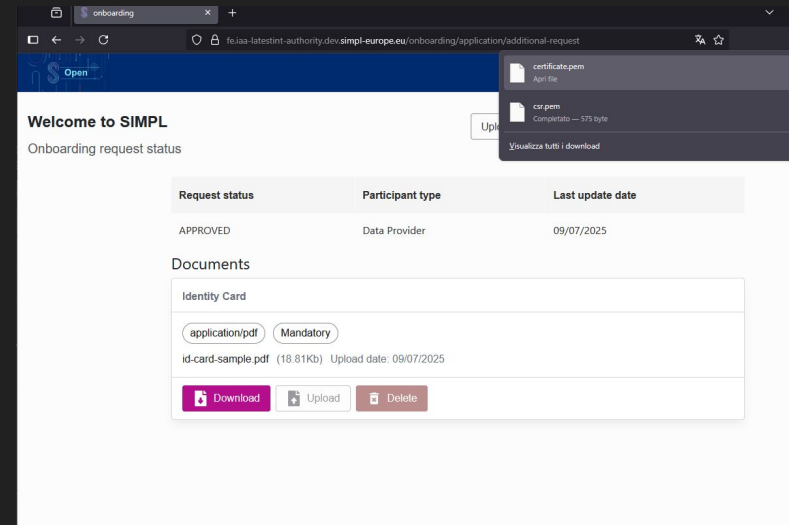 onboarding
fe.iaa-latestint-authority.dev.simpl-europe.eu/onboarding/application/additional-request
Open
certificate.pem
Apri file
csr.pem
Completato — 575 byte
Visualizza tutti i download
Welcome to SIMPL
Onboarding request status
Request status Participant type Last update date
APPROVED Data Provider 09/07/2025
Documents
Identity Card
application/pdf Mandatory
id-card-sample.pdf (18.81Kb) Upload date: 09/07/2025
Download Upload Delete